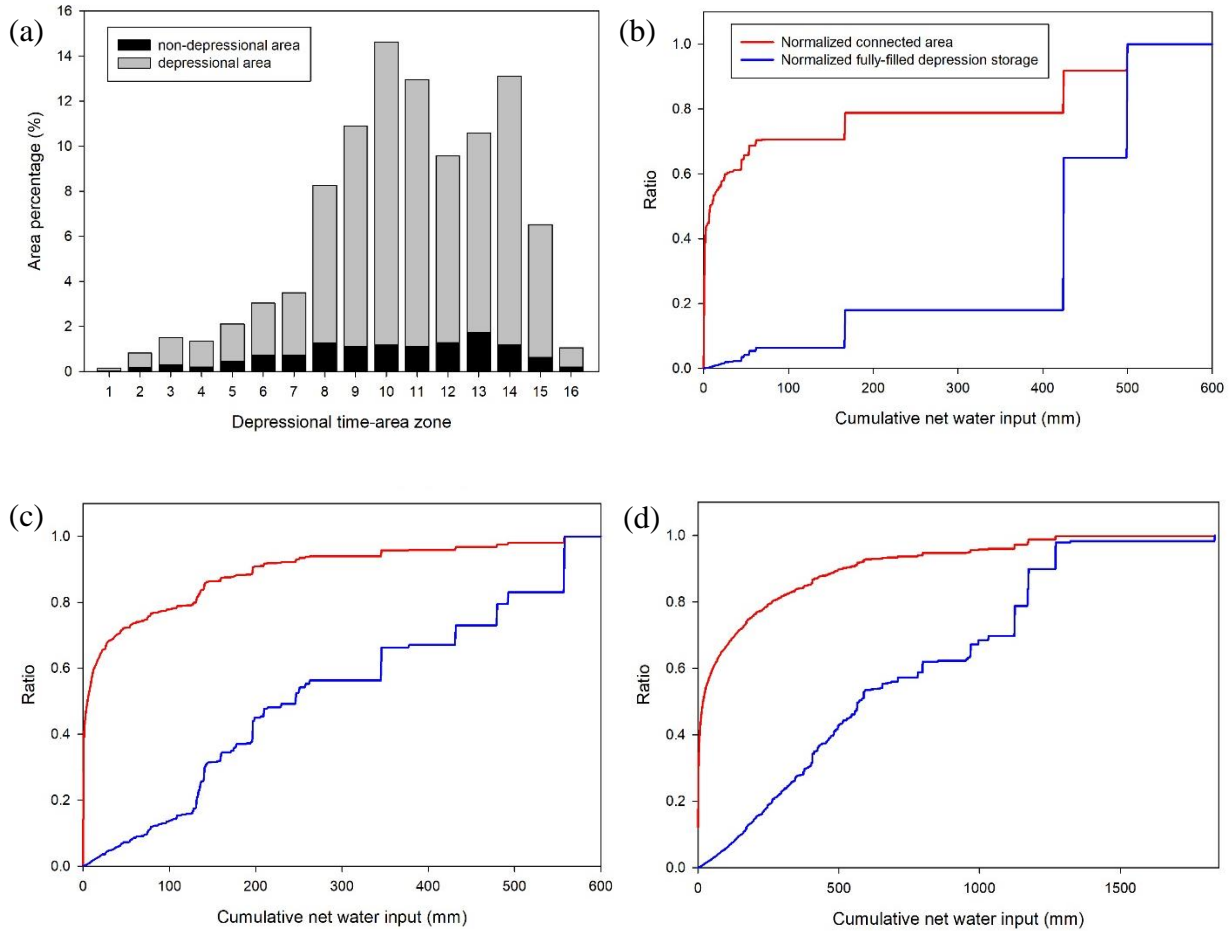 (a)
non-depressional area
depressional area
Area percentage (%)
16
14
12
10
8
6
4
2
0
1 2 3 4 5 6 7 8 9 10 11 12 13 14 15 16
Depressional time-area zone
(b)
Normalized connected area
Normalized fully-filled depression storage
Ratio
1.0
0.8
0.6
0.4
0.2
0.0
0 100 200 300 400 500 600
Cumulative net water input (mm)
(c)
Ratio
1.0
0.8
0.6
0.4
0.2
0.0
0 100 200 300 400 500 600
Cumulative net water input (mm)
(d)
Ratio
1.0
0.8
0.6
0.4
0.2
0.0
0 500 1000 1500
Cumulative net water input (mm)